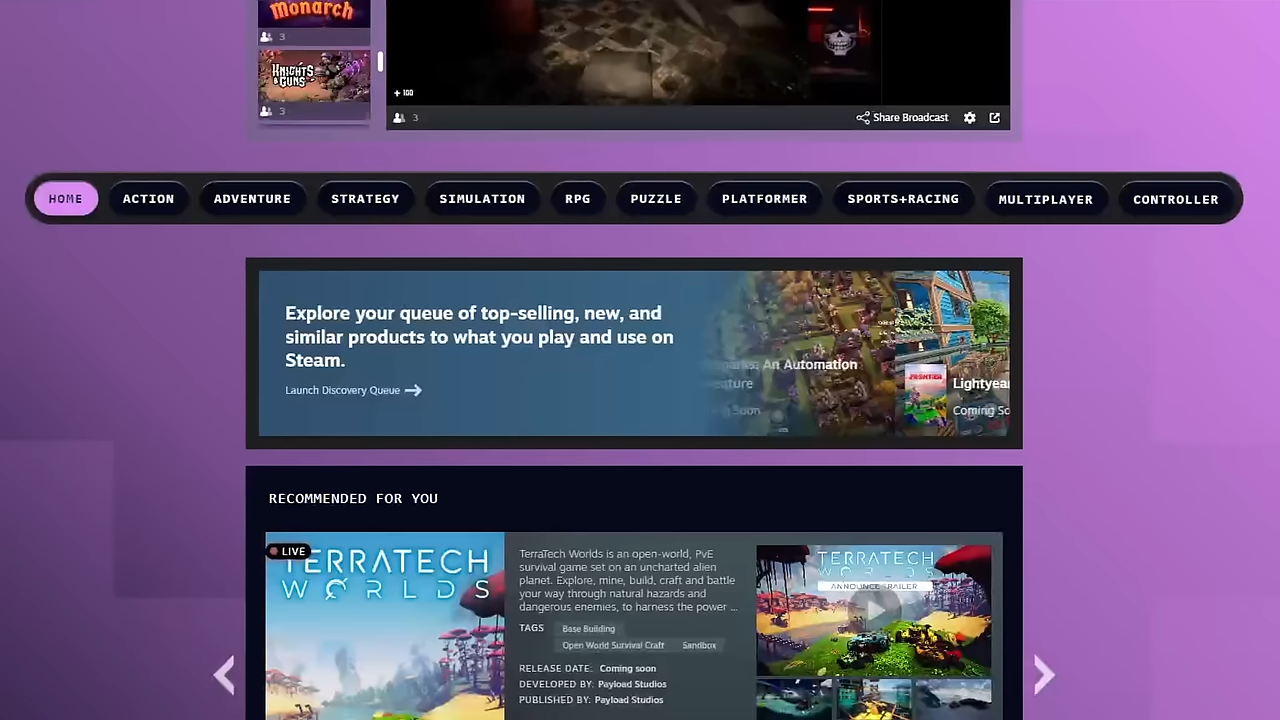 Monarch
3
KNIGHTS
& GUNS
3
+ 100
3
Share Broadcast
HOME
ACTION
ADVENTURE
STRATEGY
SIMULATION
RPG
PUZZLE
PLATFORMER
SPORTS+RACING
MULTIPLAYER
CONTROLLER
Explore your queue of top-selling, new, and
similar products to what you play and use on
Steam.
Launch Discovery Queue
An Automation
Soon
FRONTIER
Lightyear
Coming So
RECOMMENDED FOR YOU
LIVE
TERRATECH
WORLDS
TerraTech Worlds is an open-world, PvE
survival game set on an uncharted alien
planet. Explore, mine, build, craft and battle
your way through natural hazards and
dangerous enemies, to harness the power ...
TAGS
Base Building
Open World Survival Craft
Sandbox
RELEASE DATE: Coming soon
DEVELOPED BY: Payload Studios
PUBLISHED BY: Payload Studios
TERRATECH
WORLDS
ANNOUNCE TRAILER